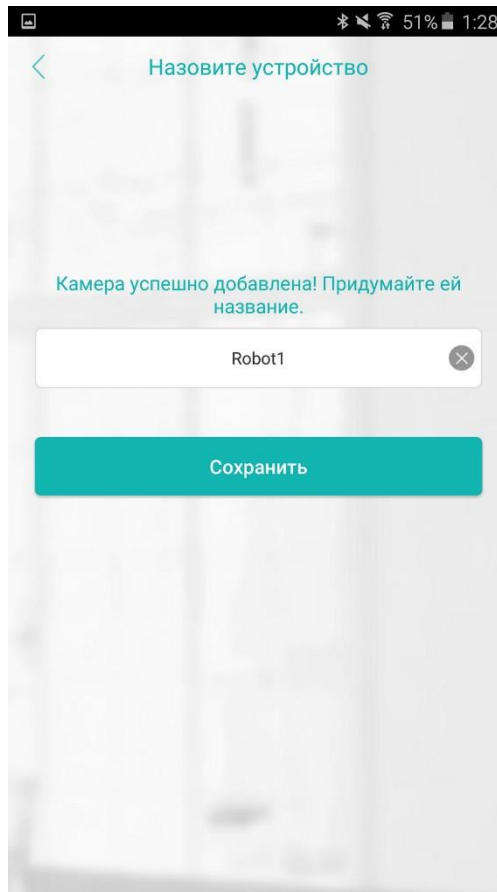 51% 1:28
Назовите устройство
Камера успешно добавлена! Придумайте ей
название.
Robot1
Сохранить